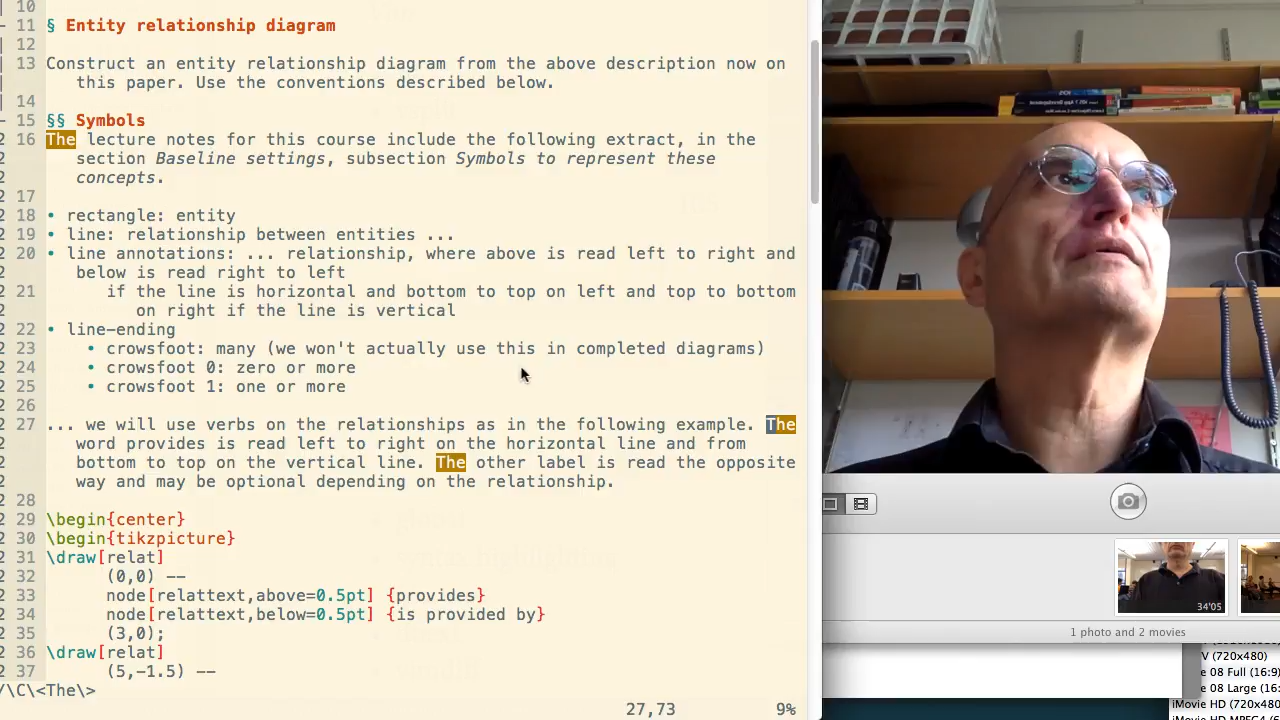 10
11 § Entity relationship diagram
12
13 Construct an entity relationship diagram from the above description now on
this paper. Use the conventions described below.
14
15 §§ Symbols
16 The lecture notes for this course include the following extract, in the
section Baseline settings, subsection Symbols to represent these
concepts.
17
18 • rectangle: entity
19 • line: relationship between entities ...
20 • line annotations: ... relationship, where above is read left to right and
below is read right to left
21 if the line is horizontal and bottom to top on left and top to bottom
on right if the line is vertical
22 • line-ending
23 • crowsfoot: many (we won't actually use this in completed diagrams)
24 • crowsfoot 0: zero or more
25 • crowsfoot 1: one or more
26
27 ... we will use verbs on the relationships as in the following example. The
word provides is read left to right on the horizontal line and from
bottom to top on the vertical line. The other label is read the opposite
way and may be optional depending on the relationship.
28
29 \begin{center}
30 \begin{tikzpicture}
31 \draw[relat]
32 (0,0) --
33 node[relattext,above=0.5pt] {provides}
34 node[relattext,below=0.5pt] {is provided by}
35 (3,0);
36 \draw[relat]
37 (5,-1.5) --
/\C\<The\>
27,73 9%
34'05
1 photo and 2 movies
V (720x480)
e 08 Full (16:9)
e 08 Large (16:
iMovie HD (720x480